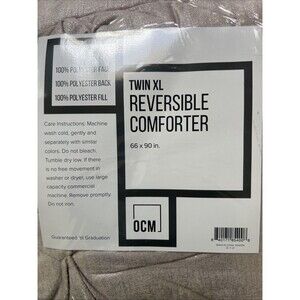 100% POLYESTER FACE
100% POLYESTER BACK
100% POLYESTER FILL
Care Instructions: Machine
wash cold, gently and
separately with similar
colors. Do not bleach.
Tumble dry low. If there
is no free movement in
washer or dryer, use large
capacity commercial
machine. Remove promptly.
Do not iron.
Guaranteed 'til Graduation
TWIN XL
REVERSIBLE
COMFORTER
66 x 90 in.
OCM